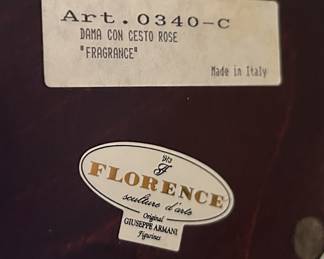 Art.0340-C
DAMA CON CESTO ROSE
"FRAGRANCE"
Made in Italy
FLORENCE
sculture d'arte
Original
GIUSEPPE ARMANI
Figurines